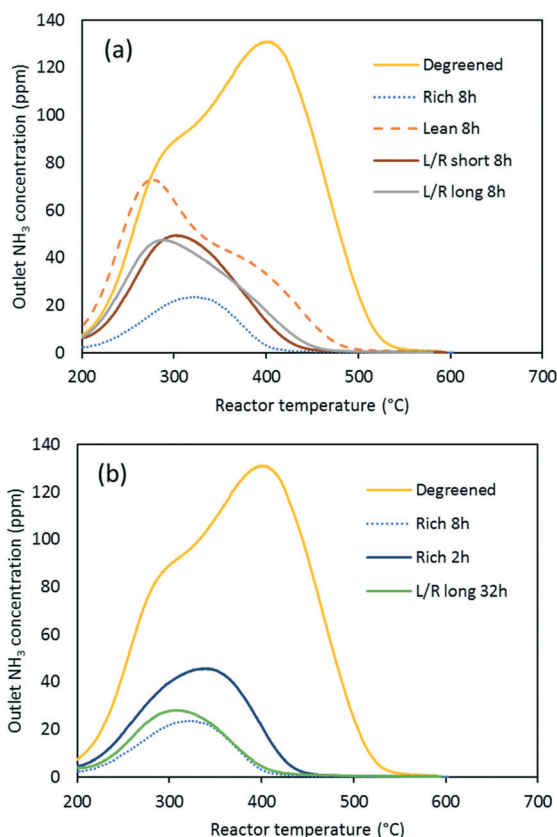 (a)
Outlet NH₃ concentration (ppm)
140
120
100
80
60
40
20
0
Degreened
Rich 8h
Lean 8h
L/R short 8h
L/R long 8h
200 300 400 500 600 700
Reactor temperature (°C)
(b)
Outlet NH₃ concentration (ppm)
140
120
100
80
60
40
20
0
Degreened
Rich 8h
Rich 2h
L/R long 32h
200 300 400 500 600 700
Reactor temperature (°C)